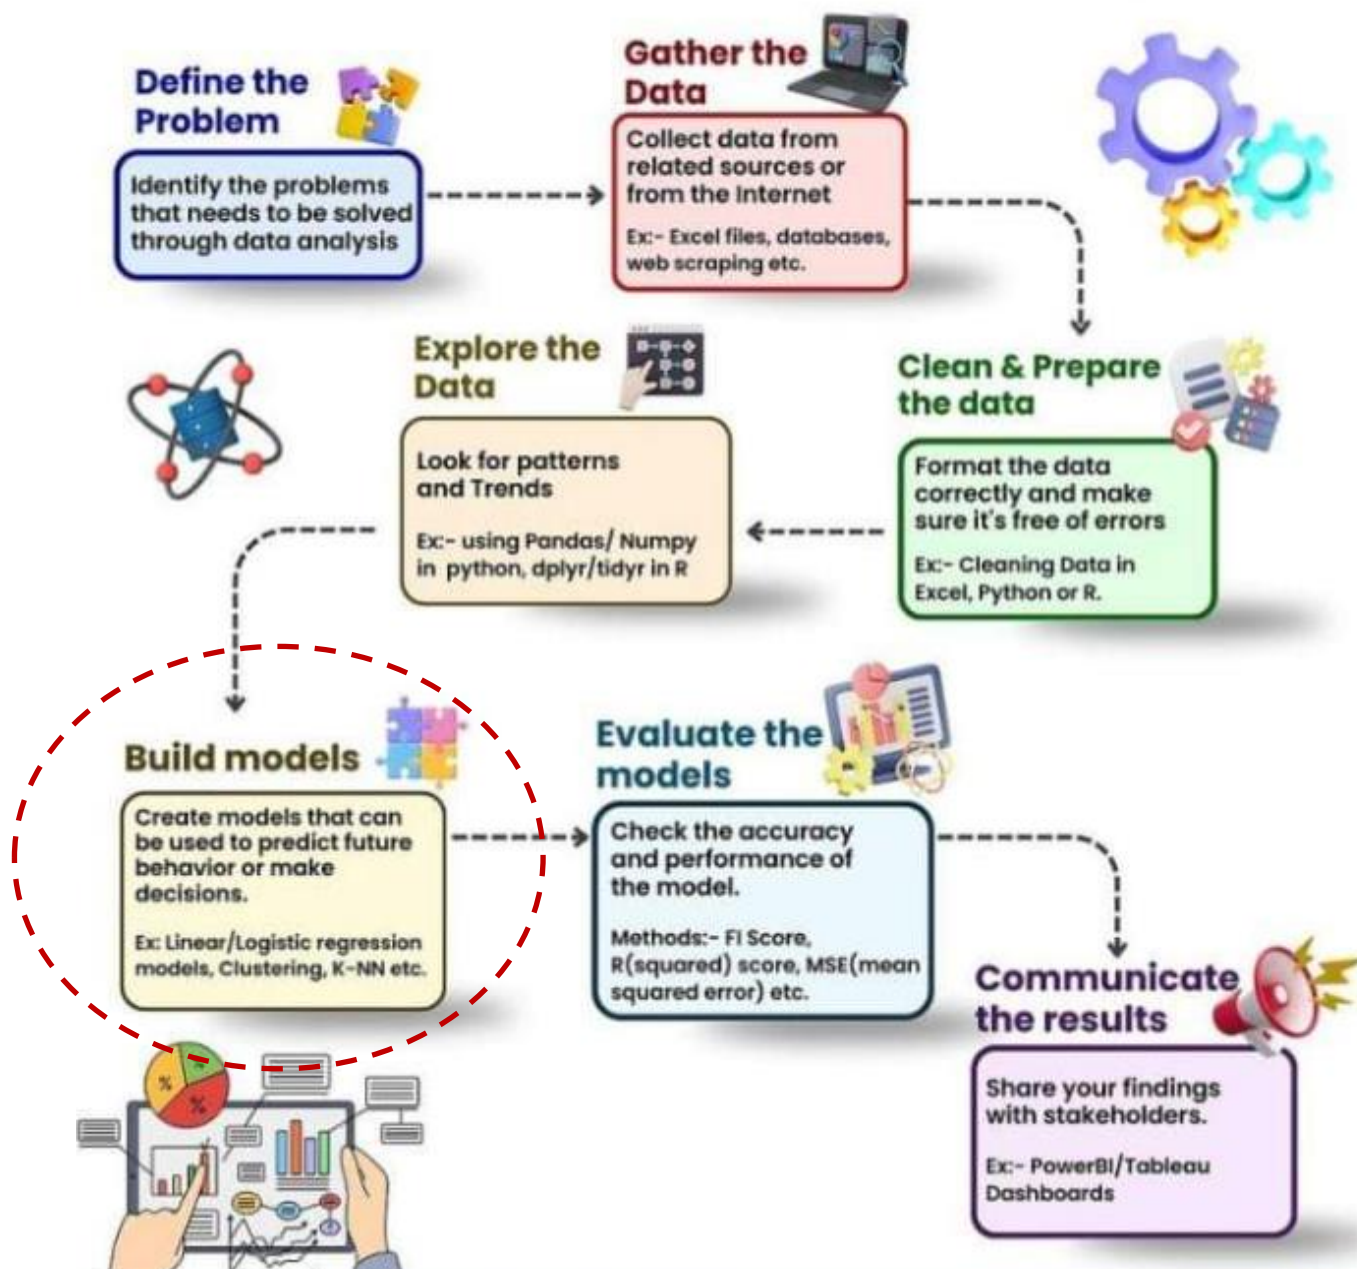 Define the
Problem
Identify the problems
that needs to be solved
through data analysis
Gather the
Data
Collect data from
related sources or
from the Internet
Ex:- Excel files, databases,
web scraping etc.
Clean & Prepare
the data
Format the data
correctly and make
sure it's free of errors
Ex:- Cleaning Data in
Excel, Python or R.
Explore the
Data
Look for patterns
and Trends
Ex:- using Pandas/ Numpy
in python, dplyr/tidyr in R
Build models
Create models that can
be used to predict future
behavior or make
decisions.
Ex: Linear/Logistic regression
models, Clustering, K-NN etc.
Evaluate the
models
Check the accuracy
and performance of
the model.
Methods:- F1 Score,
R(squared) score, MSE(mean
squared error) etc.
Communicate
the results
Share your findings
with stakeholders.
Ex:- PowerBI/Tableau
Dashboards
%
%
%